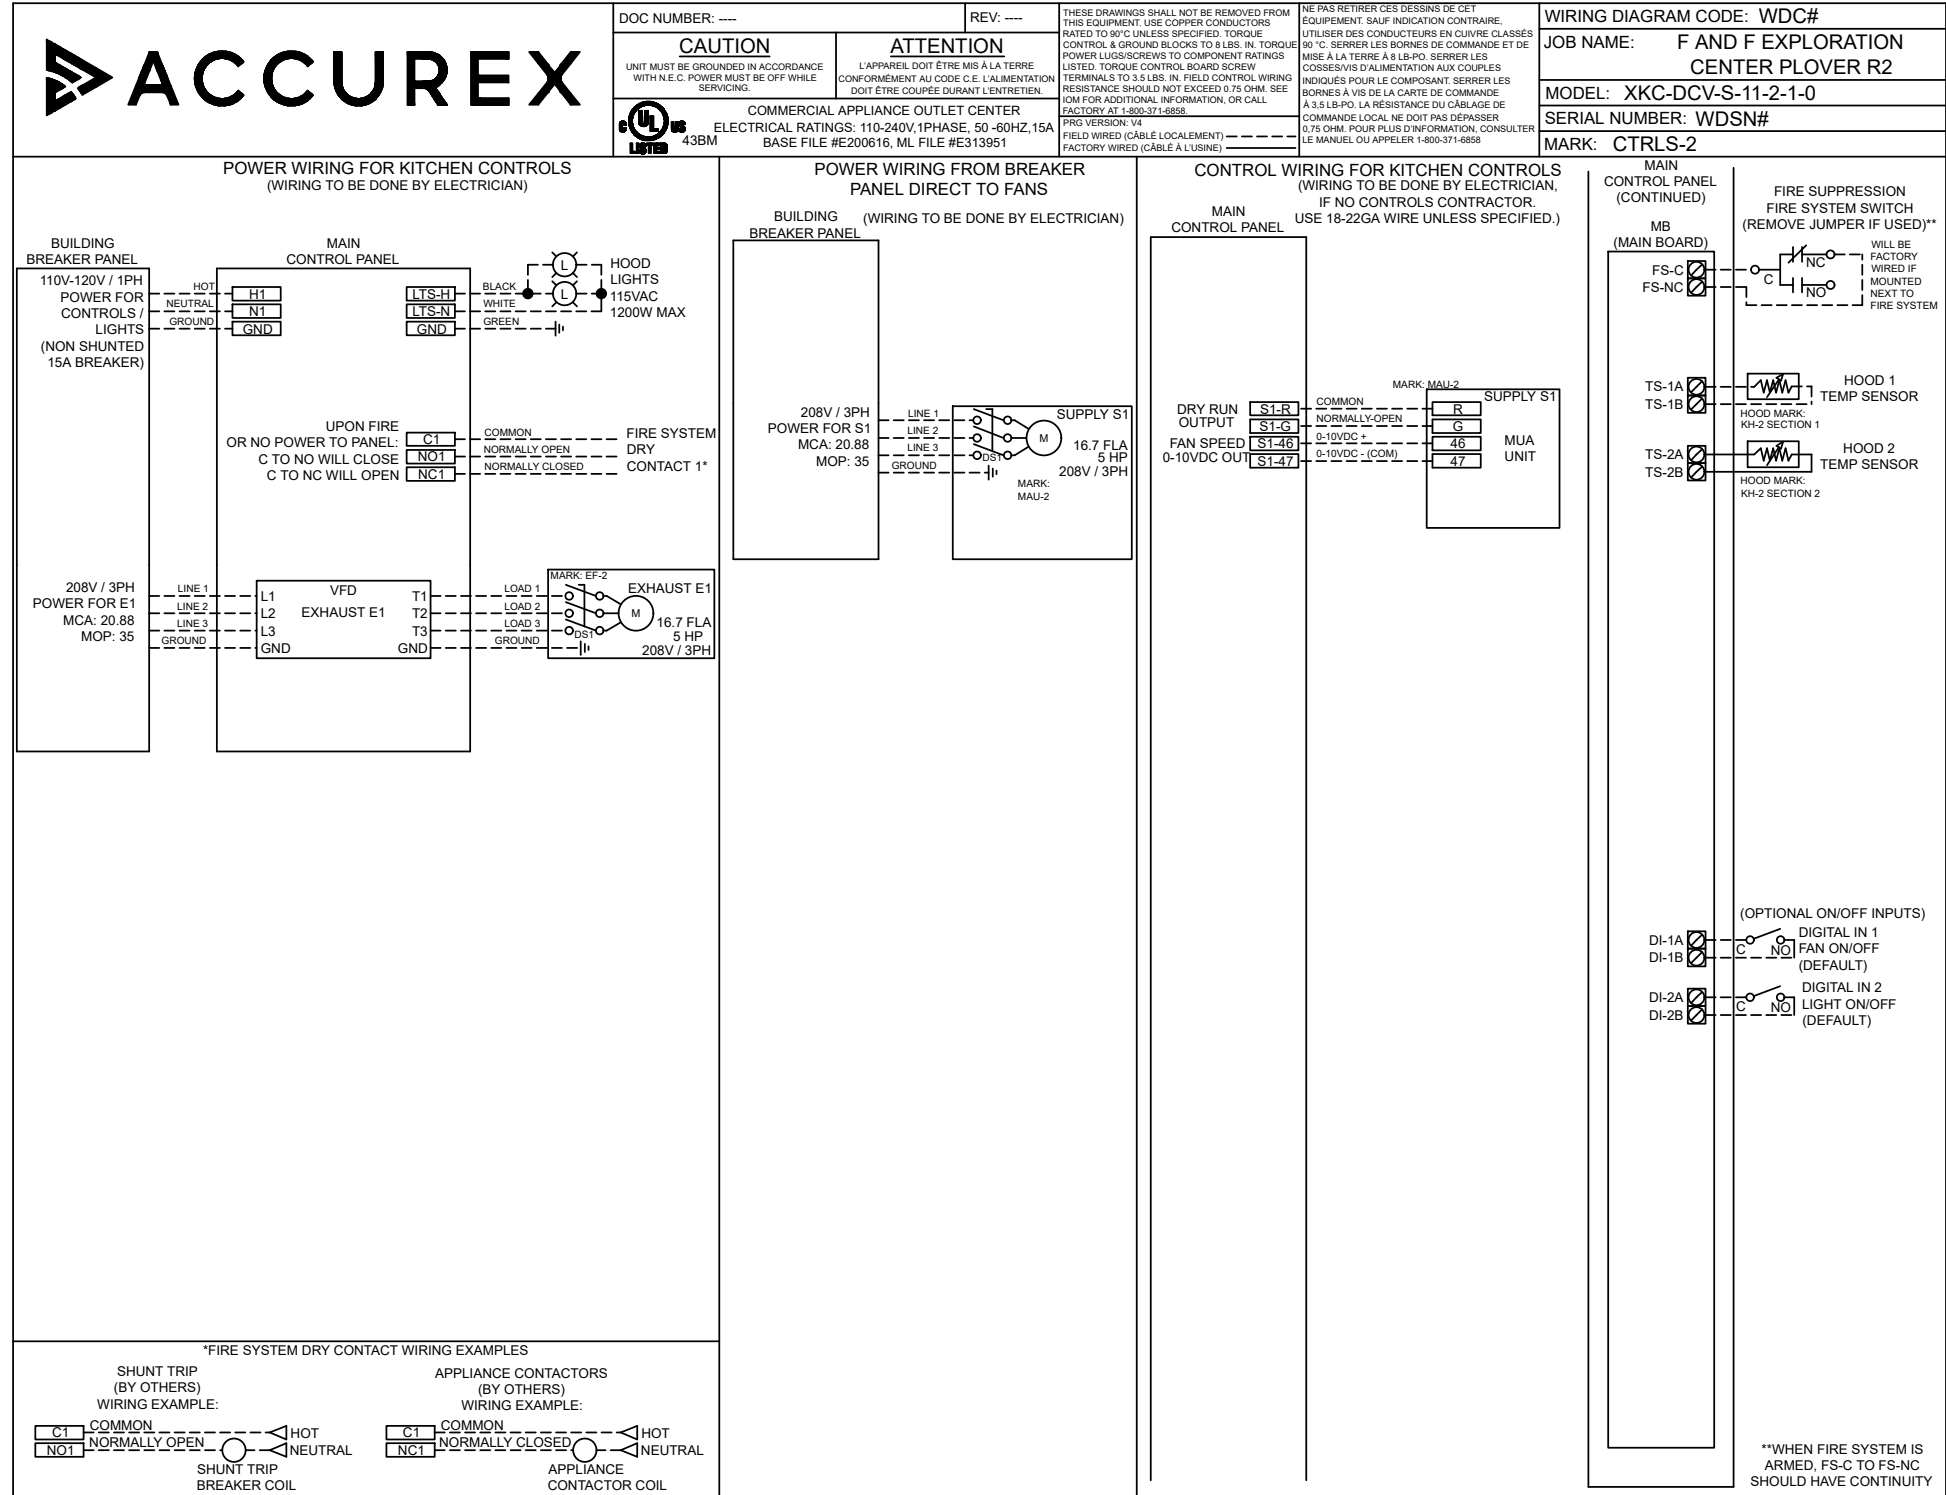 ACCUREX
DOC NUMBER: ----
REV: ----
CAUTION
UNIT MUST BE GROUNDED IN ACCORDANCE
WITH N.E.C. POWER MUST BE OFF WHILE
SERVICING.
ATTENTION
L'APPAREIL DOIT ÊTRE MIS À LA TERRE
CONFORMÉMENT AU CODE C.E. L'ALIMENTATION
DOIT ÊTRE COUPÉE DURANT L'ENTRETIEN.
C UL US
LISTED
43BM
COMMERCIAL APPLIANCE OUTLET CENTER
ELECTRICAL RATINGS: 110-240V,1PHASE, 50 -60HZ,15A
BASE FILE #E200616, ML FILE #E313951
THESE DRAWINGS SHALL NOT BE REMOVED FROM
THIS EQUIPMENT. USE COPPER CONDUCTORS
RATED TO 90°C UNLESS SPECIFIED. TORQUE
CONTROL & GROUND BLOCKS TO 8 LBS. IN. TORQUE
POWER LUGS/SCREWS TO COMPONENT RATINGS
LISTED. TORQUE CONTROL BOARD SCREW
TERMINALS TO 3.5 LBS. IN. FIELD CONTROL WIRING
RESISTANCE SHOULD NOT EXCEED 0.75 OHM. SEE
IOM FOR ADDITIONAL INFORMATION, OR CALL
FACTORY AT 1-800-371-6858.
PRG VERSION: V4
FIELD WIRED (CÂBLÉ LOCALEMENT)
FACTORY WIRED (CÂBLÉ À L'USINE)
NE PAS RETIRER CES DESSINS DE CET
ÉQUIPEMENT. SAUF INDICATION CONTRAIRE,
UTILISER DES CONDUCTEURS EN CUIVRE CLASSÉS
90 °C. SERRER LES BORNES DE COMMANDE ET DE
MISE À LA TERRE À 8 LB-PO. SERRER LES
COSSES/VIS D'ALIMENTATION AUX COUPLES
INDIQUÉS POUR LE COMPOSANT. SERRER LES
BORNES À VIS DE LA CARTE DE COMMANDE
À 3,5 LB-PO. LA RÉSISTANCE DU CÂBLAGE DE
COMMANDE LOCAL NE DOIT PAS DÉPASSER
0,75 OHM. POUR PLUS D'INFORMATION, CONSULTER
LE MANUEL OU APPELER 1-800-371-6858
WIRING DIAGRAM CODE: WDC#
JOB NAME: F AND F EXPLORATION
CENTER PLOVER R2
MODEL: XKC-DCV-S-11-2-1-0
SERIAL NUMBER: WDSN#
MARK: CTRLS-2
POWER WIRING FOR KITCHEN CONTROLS
(WIRING TO BE DONE BY ELECTRICIAN)
BUILDING
BREAKER PANEL
MAIN
CONTROL PANEL
110V-120V / 1PH
POWER FOR
CONTROLS /
LIGHTS
(NON SHUNTED
15A BREAKER)
HOT
NEUTRAL
GROUND
H1
N1
GND
LTS-H
LTS-N
GND
BLACK
WHITE
GREEN
L
L
HOOD
LIGHTS
115VAC
1200W MAX
UPON FIRE
OR NO POWER TO PANEL:
C TO NO WILL CLOSE
C TO NC WILL OPEN
C1
NO1
NC1
COMMON
NORMALLY OPEN
NORMALLY CLOSED
FIRE SYSTEM
DRY
CONTACT 1*
208V / 3PH
POWER FOR E1
MCA: 20.88
MOP: 35
LINE 1
LINE 2
LINE 3
GROUND
VFD
EXHAUST E1
L1
L2
L3
GND
T1
T2
T3
GND
LOAD 1
LOAD 2
LOAD 3
GROUND
MARK: EF-2
EXHAUST E1
DS1
M
16.7 FLA
5 HP
208V / 3PH
*FIRE SYSTEM DRY CONTACT WIRING EXAMPLES
SHUNT TRIP
(BY OTHERS)
WIRING EXAMPLE:
C1
NO1
COMMON
NORMALLY OPEN
HOT
NEUTRAL
SHUNT TRIP
BREAKER COIL
APPLIANCE CONTACTORS
(BY OTHERS)
WIRING EXAMPLE:
C1
NC1
COMMON
NORMALLY CLOSED
HOT
NEUTRAL
APPLIANCE
CONTACTOR COIL
POWER WIRING FROM BREAKER
PANEL DIRECT TO FANS
(WIRING TO BE DONE BY ELECTRICIAN)
BUILDING
BREAKER PANEL
208V / 3PH
POWER FOR S1
MCA: 20.88
MOP: 35
LINE 1
LINE 2
LINE 3
GROUND
SUPPLY S1
DS1
M
16.7 FLA
5 HP
208V / 3PH
MARK:
MAU-2
CONTROL WIRING FOR KITCHEN CONTROLS
(WIRING TO BE DONE BY ELECTRICIAN,
IF NO CONTROLS CONTRACTOR.
USE 18-22GA WIRE UNLESS SPECIFIED.)
MAIN
CONTROL PANEL
DRY RUN
OUTPUT
FAN SPEED
0-10VDC OUT
S1-R
S1-G
S1-46
S1-47
COMMON
NORMALLY-OPEN
0-10VDC +
0-10VDC - (COM)
MARK: MAU-2
SUPPLY S1
R
G
46
47
MUA
UNIT
MAIN
CONTROL PANEL
(CONTINUED)
MB
(MAIN BOARD)
FIRE SUPPRESSION
FIRE SYSTEM SWITCH
(REMOVE JUMPER IF USED)**
FS-C
FS-NC
C
NC
NO
WILL BE
FACTORY
WIRED IF
MOUNTED
NEXT TO
FIRE SYSTEM
TS-1A
TS-1B
HOOD 1
TEMP SENSOR
HOOD MARK:
KH-2 SECTION 1
TS-2A
TS-2B
HOOD 2
TEMP SENSOR
HOOD MARK:
KH-2 SECTION 2
(OPTIONAL ON/OFF INPUTS)
DI-1A
DI-1B
C
NO
DIGITAL IN 1
FAN ON/OFF
(DEFAULT)
DI-2A
DI-2B
C
NO
DIGITAL IN 2
LIGHT ON/OFF
(DEFAULT)
**WHEN FIRE SYSTEM IS
ARMED, FS-C TO FS-NC
SHOULD HAVE CONTINUITY